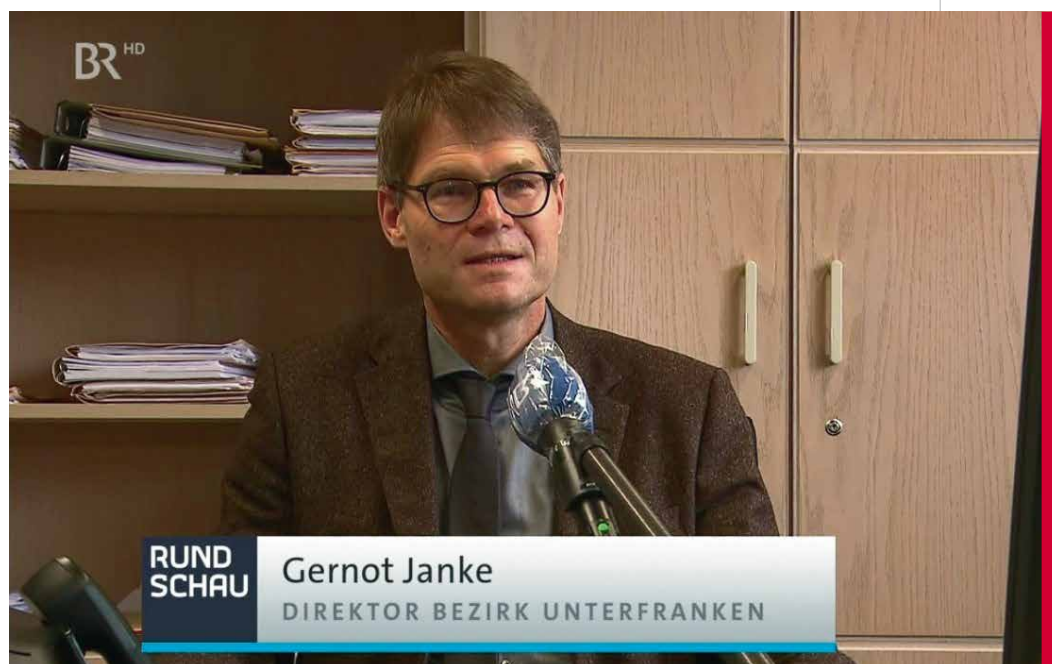 BR HD
RUND
SCHAU
Gernot Janke
DIREKTOR BEZIRK UNTERFRANKEN